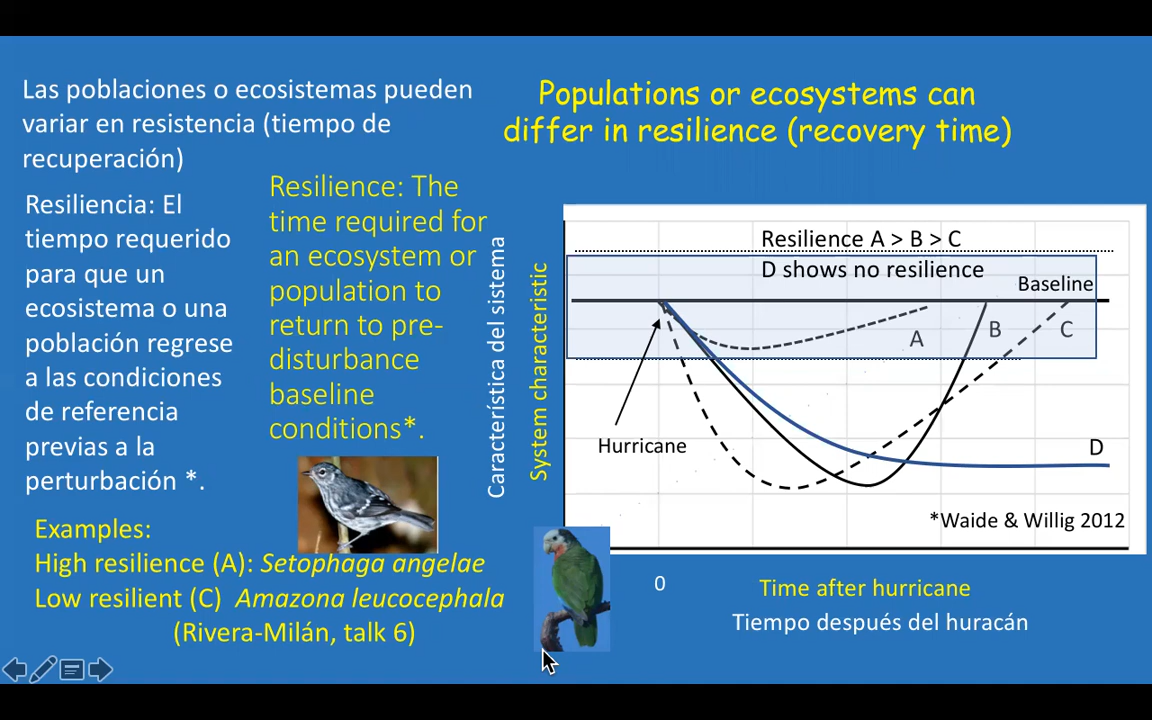 Las poblaciones o ecosistemas pueden
variar en resistencia (tiempo de
recuperación)
Populations or ecosystems can
differ in resilience (recovery time)
Resiliencia: El
tiempo requerido
para que un
ecosistema o una
población regrese
a las condiciones
de referencia
previas a la
perturbación *.
Resilience: The
time required for
an ecosystem or
population to
return to pre-
disturbance
baseline
conditions*.
Característica del sistema
System characteristic
Resilience A > B > C
D shows no resilience
Baseline
A
B
C
Hurricane
D
*Waide & Willig 2012
Examples:
High resilience (A): Setophaga angelae
Low resilient (C) Amazona leucocephala
(Rivera-Milán, talk 6)
0
Time after hurricane
Tiempo después del huracán